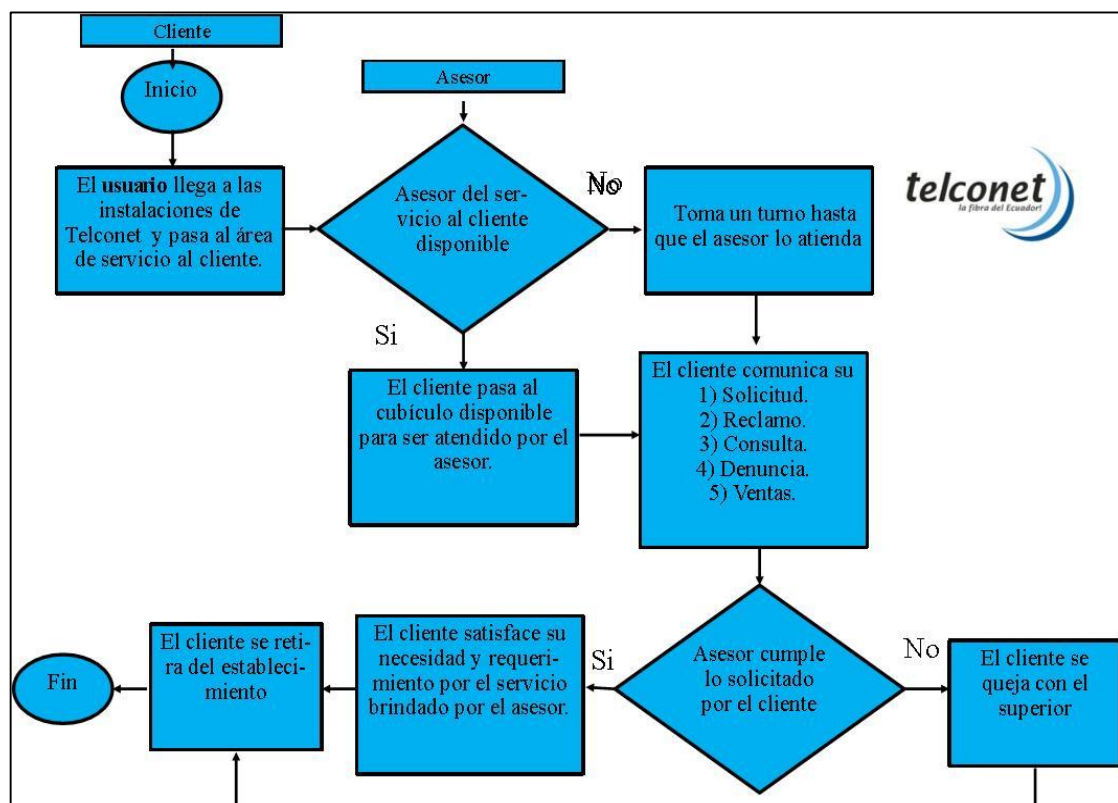 Cliente
Inicio
Asesor
El usuario llega a las
instalaciones de
Telconet y pasa al área
de servicio al cliente.
Asesor del ser-
vicio al cliente
disponible
No
No
Toma un turno hasta
que el asesor lo atienda
telconet
la fibra del Ecuador!
Si
El cliente pasa al
cubículo disponible
para ser atendido por el
asesor.
El cliente comunica su
1) Solicitud.
2) Reclamo.
3) Consulta.
4) Denuncia.
5) Ventas.
Asesor cumple
lo solicitado
por el cliente
Si
El cliente satisface su
necesidad y requeri-
miento por el servicio
brindado por el asesor.
El cliente se reti-
ra del estableci-
miento
Fin
No
El cliente se
queja con el
superior